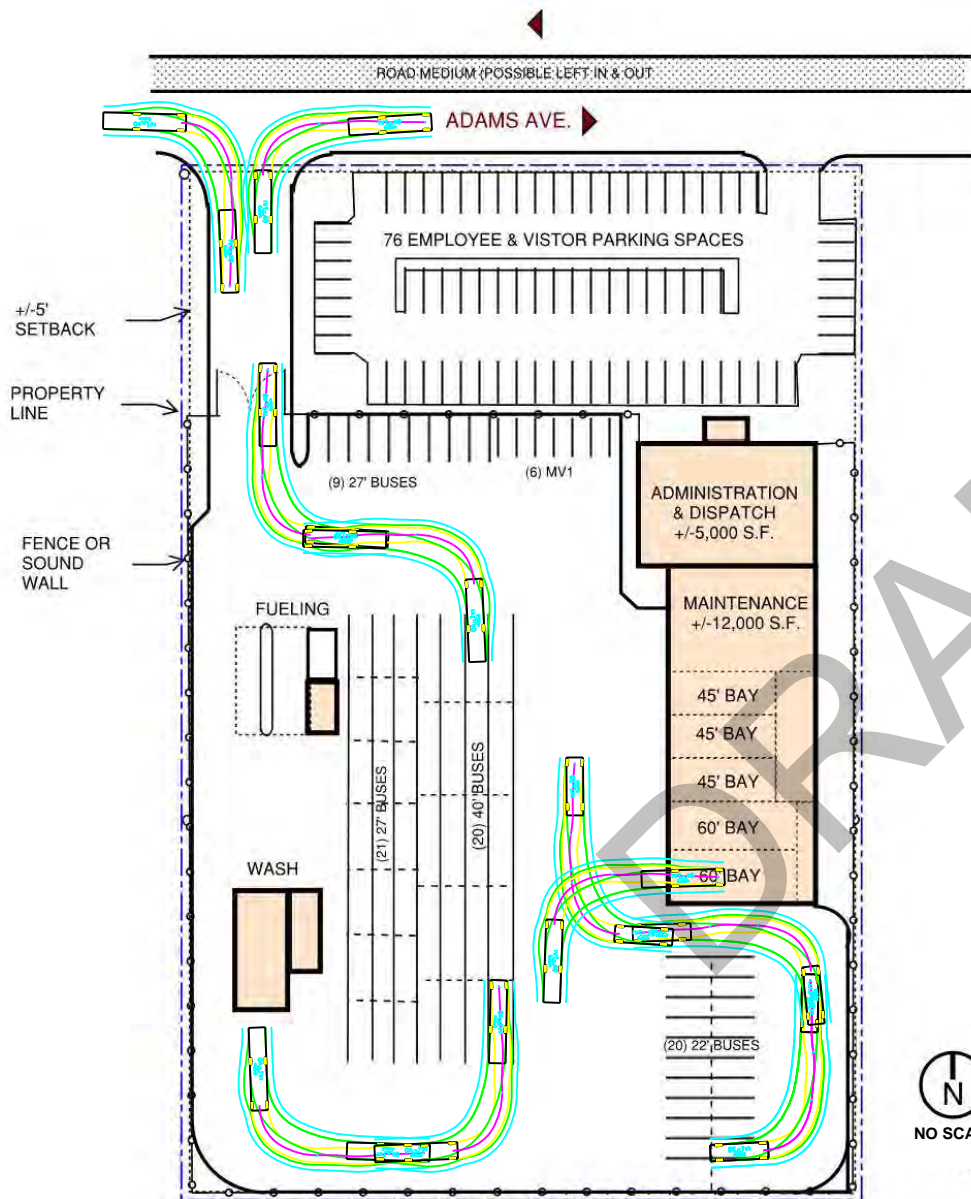 ROAD MEDIUM (POSSIBLE LEFT IN & OUT
ADAMS AVE.
76 EMPLOYEE & VISTOR PARKING SPACES
+/-5'
SETBACK
PROPERTY
LINE
(9) 27' BUSES
(6) MV1
ADMINISTRATION
& DISPATCH
+/-5,000 S.F.
FENCE OR
SOUND
WALL
FUELING
MAINTENANCE
+/-12,000 S.F.
45' BAY
45' BAY
45' BAY
60' BAY
60' BAY
(21) 27' BUSES
(20) 40' BUSES
WASH
(20) 22' BUSES
N
NO SCA
DRA